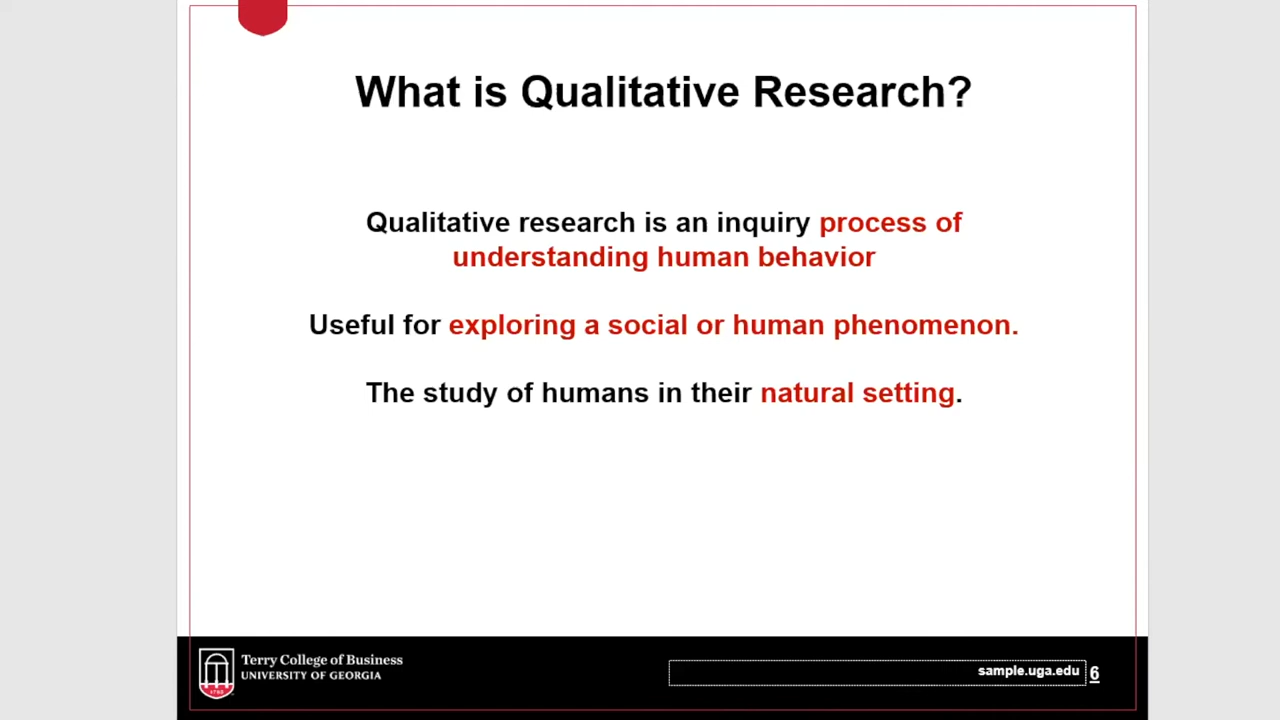 What is Qualitative Research?
Qualitative research is an inquiry process of
understanding human behavior
Useful for exploring a social or human phenomenon.
The study of humans in their natural setting.
Terry College of Business
UNIVERSITY OF GEORGIA
1785
sample.uga.edu
6